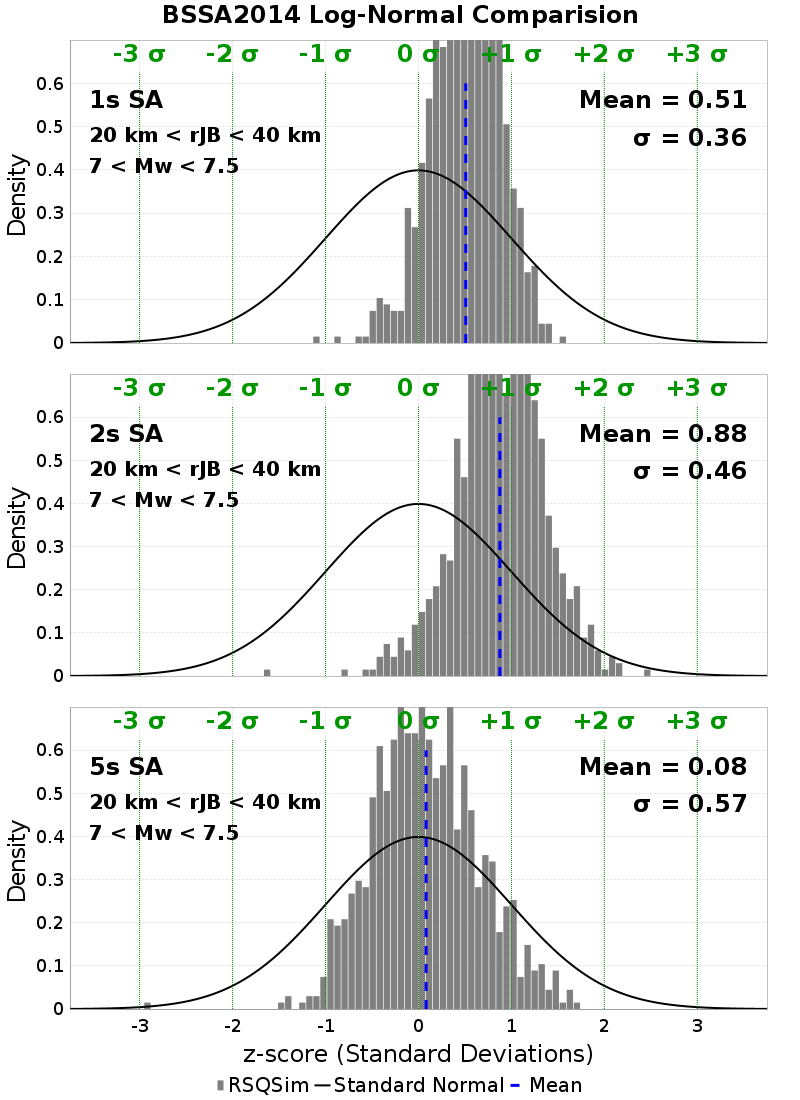 BSSA2014 Log-Normal Comparision
-3 σ -2 σ -1 σ 0 σ +1 σ +2 σ +3 σ
1s SA
20 km < rJB < 40 km
7 < Mw < 7.5
Mean = 0.51
σ = 0.36
Density
0.6
0.5
0.4
0.3
0.2
0.1
0
-3 σ -2 σ -1 σ 0 σ +1 σ +2 σ +3 σ
2s SA
20 km < rJB < 40 km
7 < Mw < 7.5
Mean = 0.88
σ = 0.46
Density
0.6
0.5
0.4
0.3
0.2
0.1
0
-3 σ -2 σ -1 σ 0 σ +1 σ +2 σ +3 σ
5s SA
20 km < rJB < 40 km
7 < Mw < 7.5
Mean = 0.08
σ = 0.57
Density
0.6
0.5
0.4
0.3
0.2
0.1
0
-3 -2 -1 0 1 2 3
z-score (Standard Deviations)
RSQSim Standard Normal Mean